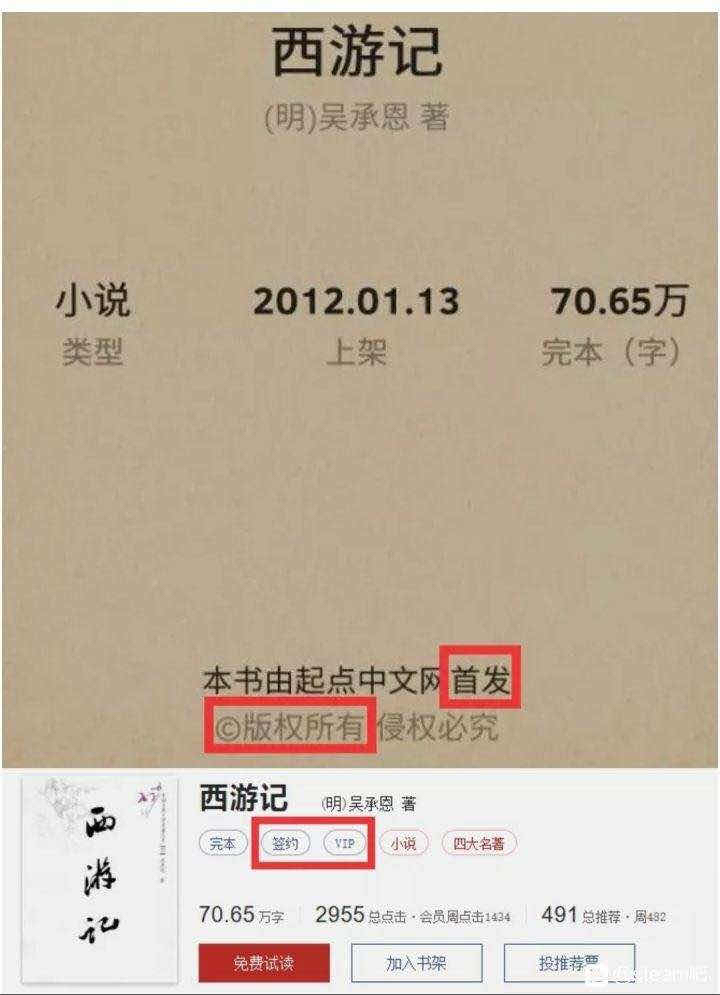 西游记
(明)吴承恩 著
小说 2012.01.13 70.65万
类型 上架 完本（字）
本书由起点中文网首发
©版权所有 侵权必究
西游记
西游记 (明)吴承恩 著
完本 签约 VIP 小说 四大名著
70.65万字 2955总点击·会员周点击1434 491总推荐·周482
免费试读 加入书架 投推荐票